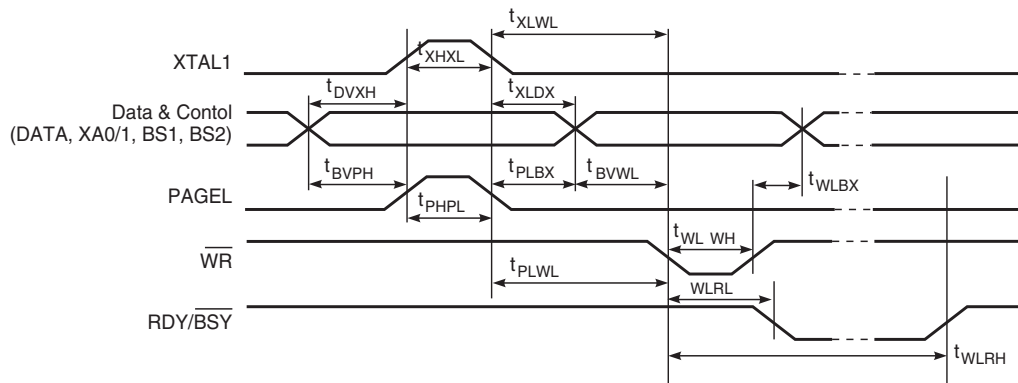 tXLWL
XTAL1
tXHXL
tDVXH
tXLDX
Data & Contol
(DATA, XA0/1, BS1, BS2)
tBVPH
tPLBX
tBVWL
tWLBX
PAGEL
tPHPL
tWL WH
WR
tPLWL
WLRL
RDY/BSY
tWLRH